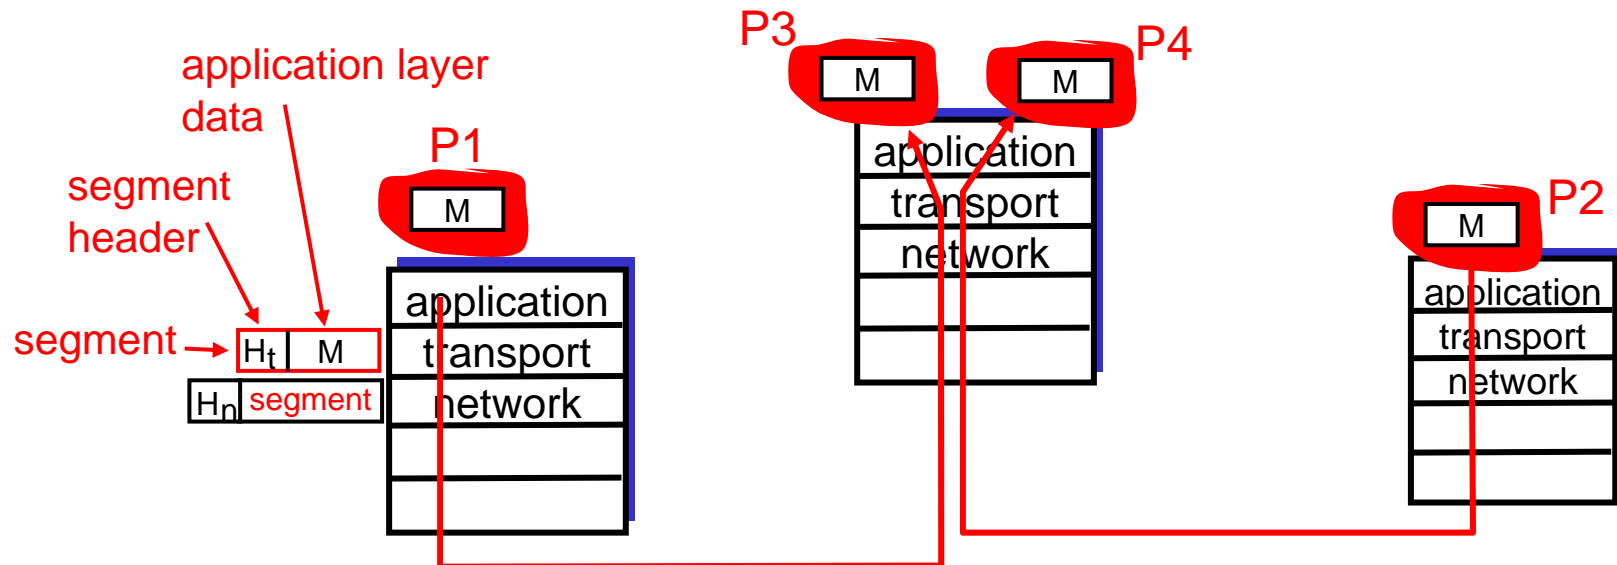 application layer
data
segment
header
segment
Ht M
Hn segment
P1
M
application
transport
network
P3
M
P4
M
application
transport
network
P2
M
application
transport
network